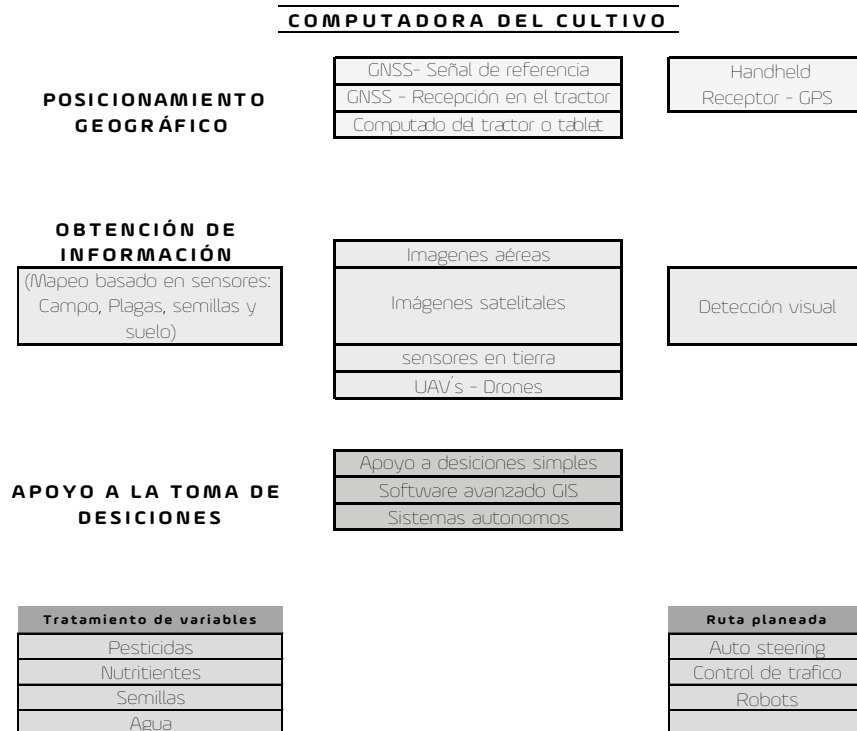 COMPUTADORA DEL CULTIVO
POSICIONAMIENTO
GEOGRÁFICO
GNSS- Señal de referencia
GNSS - Recepción en el tractor
Computado del tractor o tablet
Handheld
Receptor - GPS
OBTENCIÓN DE
INFORMACIÓN
(Mapeo basado en sensores:
Campo, Plagas, semillas y
suelo)
Imagenes aéreas
Imágenes satelitales
sensores en tierra
UAV´s - Drones
Detección visual
APOYO A LA TOMA DE
DESICIONES
Apoyo a desiciones simples
Software avanzado GIS
Sistemas autonomos
Tratamiento de variables
Pesticidas
Nutritientes
Semillas
Agua
Ruta planeada
Auto steering
Control de trafico
Robots